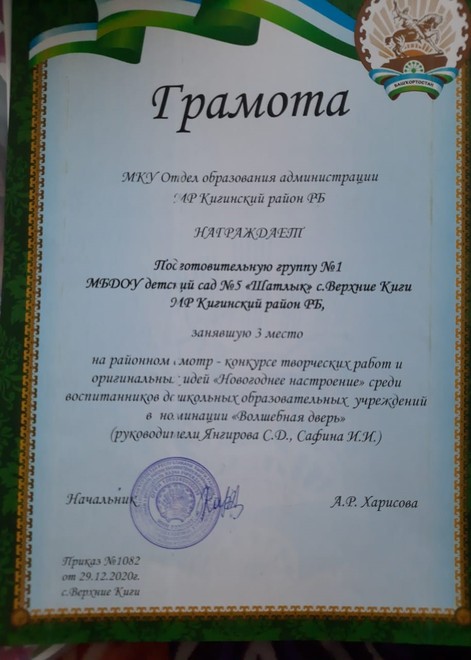 БАШКОРТОСТАН
Грамота
МКУ Отдел образования администрации
МР Кигинский район РБ
НАГРАЖДАЕТ
Подготовительную группу №1
МБДОУ детский сад №5 «Шатлык» с.Верхние Киги
МР Кигинский район РБ,
занявшую 3 место
на районном смотр - конкурсе творческих работ и
оригинальных идей «Новогоднее настроение» среди
воспитанников дошкольных образовательных учреждений
в номинации «Волшебная дверь»
(руководители Янгирова С.Д., Сафина И.И.)
Начальник А.Р. Харисова
Приказ №1082
от 29.12.2020г.
с.Верхние Киги